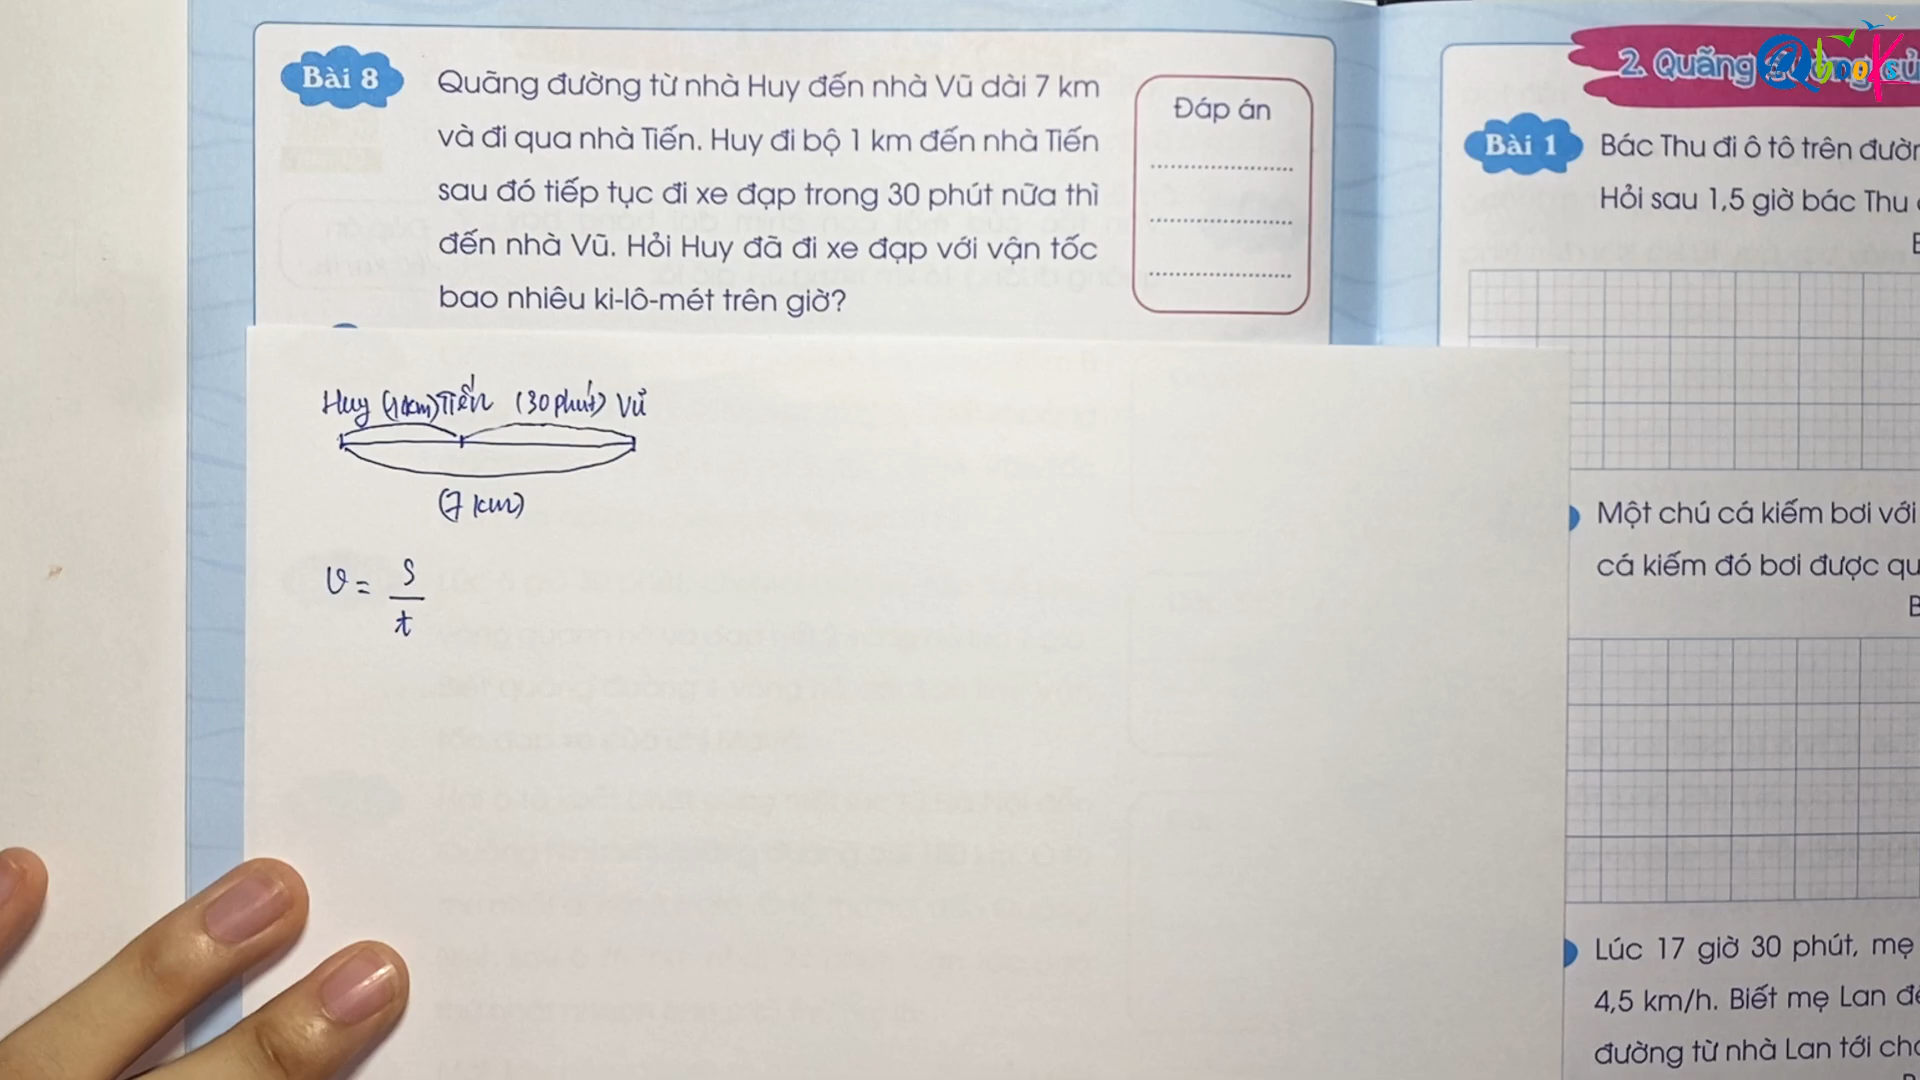 Bài 8
Quãng đường từ nhà Huy đến nhà Vũ dài 7 km
và đi qua nhà Tiến. Huy đi bộ 1 km đến nhà Tiến
sau đó tiếp tục đi xe đạp trong 30 phút nữa thì
đến nhà Vũ. Hỏi Huy đã đi xe đạp với vận tốc
bao nhiêu ki-lô-mét trên giờ?
Đáp án
Huy (1km) Tiến (30 phút) Vũ
(7 km)
v = s
t
2. Quãng
books
Bài 1
Bác Thu đi ô tô trên
Hỏi sau 1,5 giờ bác Thu
Một chú cá kiếm bơi với
cá kiếm đó bơi được
Lúc 17 giờ 30 phút, mẹ
4,5 km/h. Biết mẹ Lan
đường từ nhà Lan tới